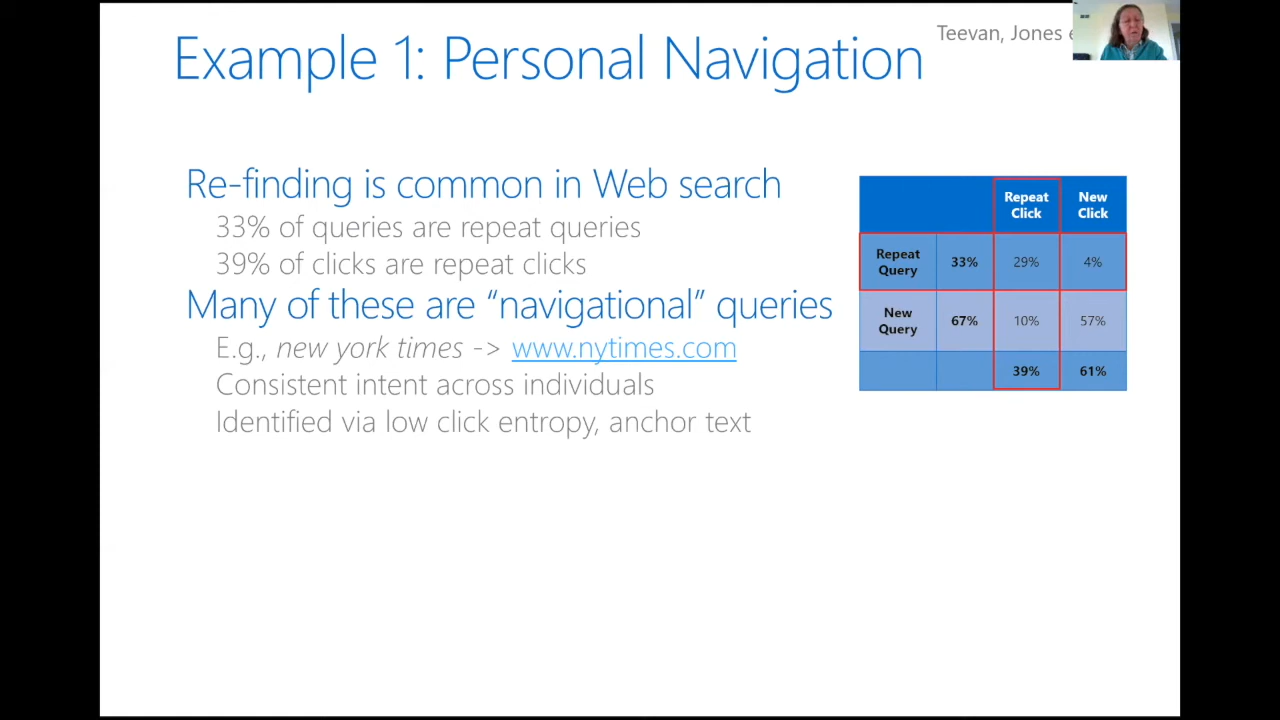 Example 1: Personal Navigation
Teevan, Jones
Re-finding is common in Web search
33% of queries are repeat queries
39% of clicks are repeat clicks
Many of these are “navigational” queries
E.g., new york times -> www.nytimes.com
Consistent intent across individuals
Identified via low click entropy, anchor text
Repeat Click New Click
Repeat Query 33% 29% 4%
New Query 67% 10% 57%
39% 61%